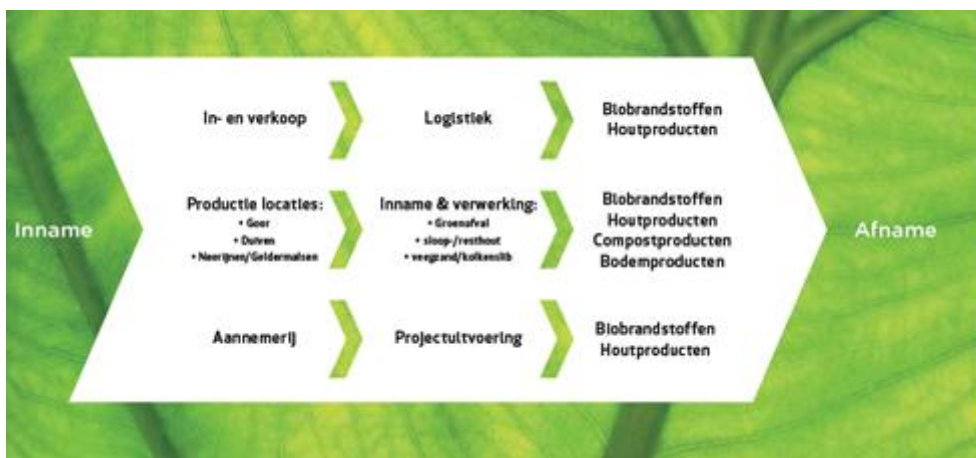 Inname
In- en verkoop
Logistiek
Biobrandstoffen
Houtproducten
Productie locaties:
• Goor
• Duiven
• Neerijnen/Geldermalsen
Inname & verwerking:
• Groenafval
• sloop-/resthout
• veegzand/kolkenslib
Biobrandstoffen
Houtproducten
Compostproducten
Bodemproducten
Aannemerij
Projectuitvoering
Biobrandstoffen
Houtproducten
Afname